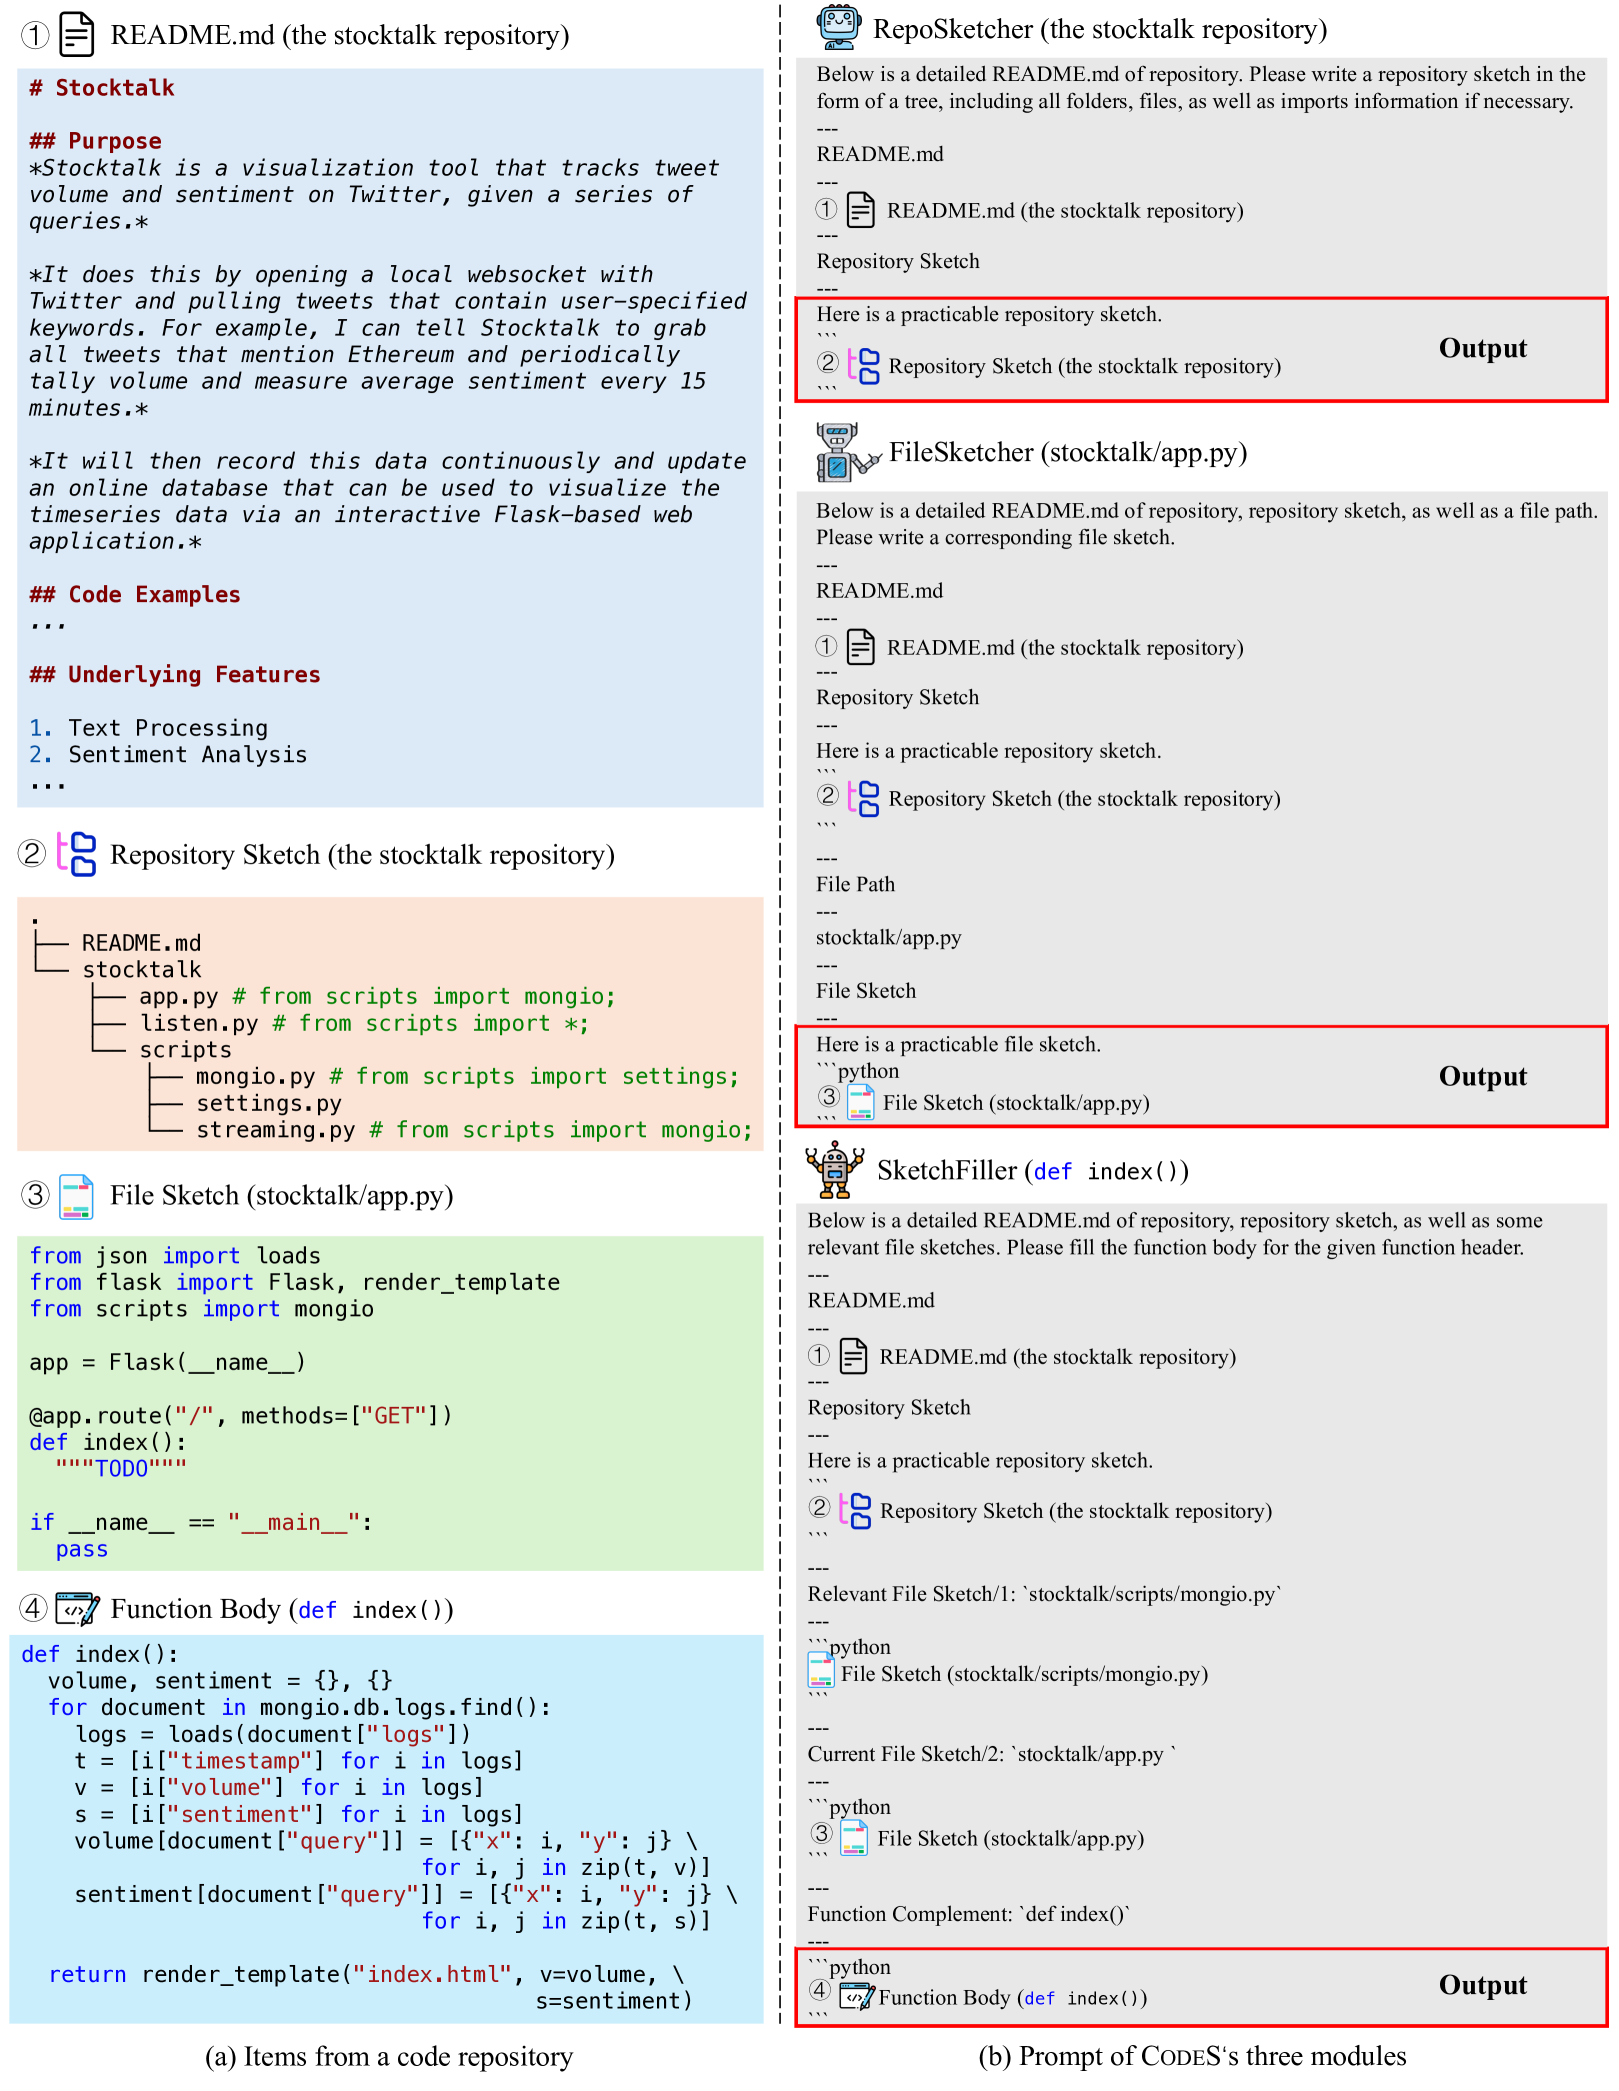 ① README.md (the stocktalk repository)
# Stocktalk
## Purpose
*Stocktalk is a visualization tool that tracks tweet
volume and sentiment on Twitter, given a series of
queries.*
*It does this by opening a local websocket with
Twitter and pulling tweets that contain user-specified
keywords. For example, I can tell Stocktalk to grab
all tweets that mention Ethereum and periodically
tally volume and measure average sentiment every 15
minutes.*
*It will then record this data continuously and update
an online database that can be used to visualize the
timeseries data via an interactive Flask-based web
application.*
## Code Examples
...
## Underlying Features
1. Text Processing
2. Sentiment Analysis
...
② Repository Sketch (the stocktalk repository)
.
├── README.md
└── stocktalk
    ├── app.py # from scripts import mongio;
    ├── listen.py # from scripts import *;
    └── scripts
        ├── mongio.py # from scripts import settings;
        ├── settings.py
        └── streaming.py # from scripts import mongio;
③ File Sketch (stocktalk/app.py)
from json import loads
from flask import Flask, render_template
from scripts import mongio
app = Flask(__name__)
@app.route("/", methods=["GET"])
def index():
  """TODO"""
if __name__ == "__main__":
  pass
④ Function Body (def index())
def index():
  volume, sentiment = {}, {}
  for document in mongio.db.logs.find():
    logs = loads(document["logs"])
    t = [i["timestamp"] for i in logs]
    v = [i["volume"] for i in logs]
    s = [i["sentiment"] for i in logs]
    volume[document["query"]] = [{"x": i, "y": j} \
                              for i, j in zip(t, v)]
    sentiment[document["query"]] = [{"x": i, "y": j} \
                              for i, j in zip(t, s)]
  return render_template("index.html", v=volume, \
                                       s=sentiment)
(a) Items from a code repository
AI
RepoSketcher (the stocktalk repository)
Below is a detailed README.md of repository. Please write a repository sketch in the
form of a tree, including all folders, files, as well as imports information if necessary.
---
README.md
---
① README.md (the stocktalk repository)
---
Repository Sketch
---
Here is a practicable repository sketch.
```
② Repository Sketch (the stocktalk repository)
```
Output
FileSketcher (stocktalk/app.py)
Below is a detailed README.md of repository, repository sketch, as well as a file path.
Please write a corresponding file sketch.
---
README.md
---
① README.md (the stocktalk repository)
---
Repository Sketch
---
Here is a practicable repository sketch.
```
② Repository Sketch (the stocktalk repository)
```
---
File Path
---
stocktalk/app.py
---
File Sketch
---
Here is a practicable file sketch.
```python
③ File Sketch (stocktalk/app.py)
```
Output
SketchFiller (def index())
Below is a detailed README.md of repository, repository sketch, as well as some
relevant file sketches. Please fill the function body for the given function header.
---
README.md
---
① README.md (the stocktalk repository)
---
Repository Sketch
---
Here is a practicable repository sketch.
```
② Repository Sketch (the stocktalk repository)
```
---
Relevant File Sketch/1: `stocktalk/scripts/mongio.py`
---
```python
File Sketch (stocktalk/scripts/mongio.py)
```
---
Current File Sketch/2: `stocktalk/app.py `
---
```python
③ File Sketch (stocktalk/app.py)
```
---
Function Complement: `def index()`
---
```python
④ Function Body (def index())
```
Output
(b) Prompt of CODES‘s three modules